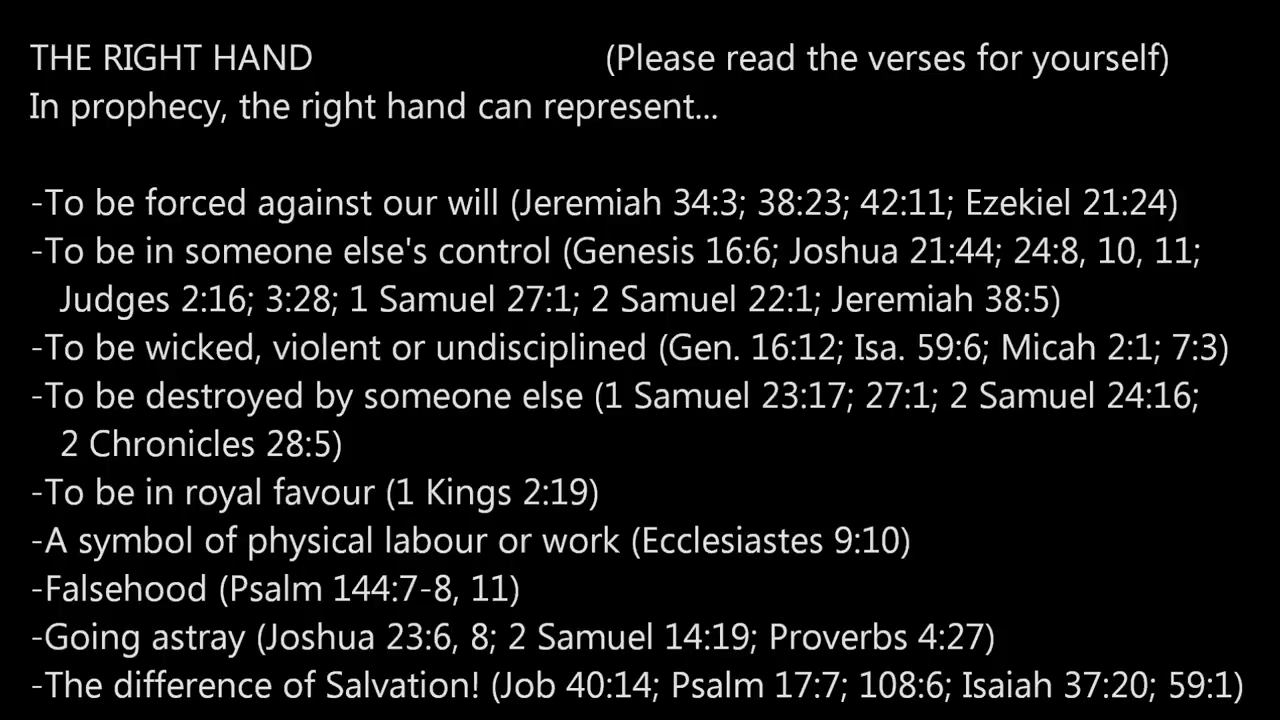 THE RIGHT HAND (Please read the verses for yourself)
In prophecy, the right hand can represent...
-To be forced against our will (Jeremiah 34:3; 38:23; 42:11; Ezekiel 21:24)
-To be in someone else's control (Genesis 16:6; Joshua 21:44; 24:8, 10, 11;
Judges 2:16; 3:28; 1 Samuel 27:1; 2 Samuel 22:1; Jeremiah 38:5)
-To be wicked, violent or undisciplined (Gen. 16:12; Isa. 59:6; Micah 2:1; 7:3)
-To be destroyed by someone else (1 Samuel 23:17; 27:1; 2 Samuel 24:16;
2 Chronicles 28:5)
-To be in royal favour (1 Kings 2:19)
-A symbol of physical labour or work (Ecclesiastes 9:10)
-Falsehood (Psalm 144:7-8, 11)
-Going astray (Joshua 23:6, 8; 2 Samuel 14:19; Proverbs 4:27)
-The difference of Salvation! (Job 40:14; Psalm 17:7; 108:6; Isaiah 37:20; 59:1)